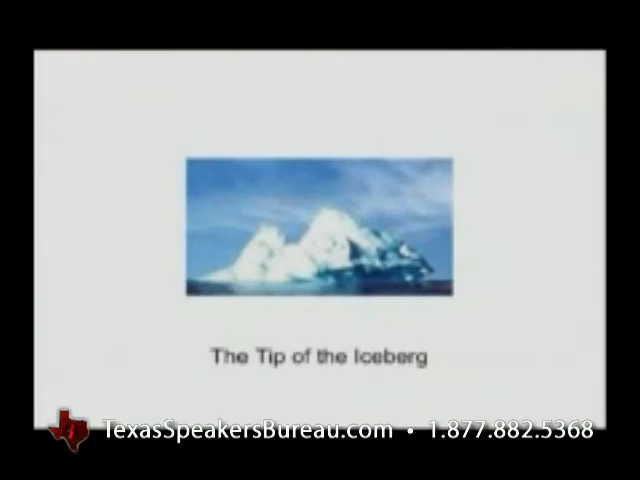 The Tip of the Iceberg
TexasSpeakersBureau.com • 1.877.882.5368